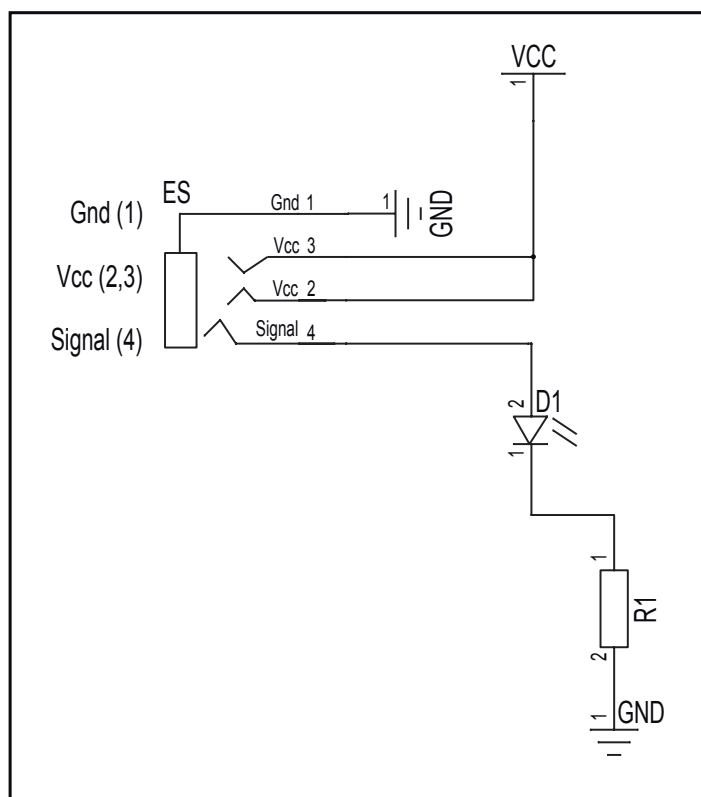 VCC
1
ES
Gnd (1)
Gnd 1
1
GND
Vcc 3
Vcc (2,3)
Vcc 2
Signal (4)
Signal 4
2
D1
1
1
R1
2
1
GND